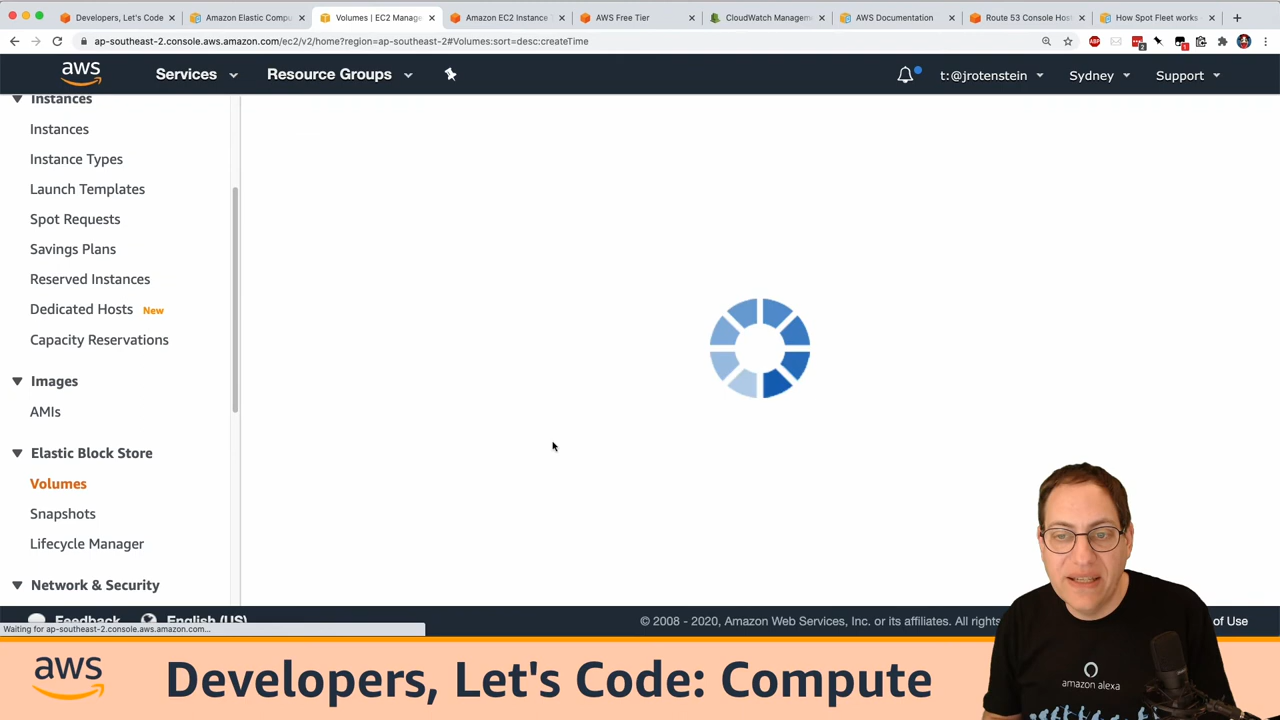 Developers, Let's Code
Amazon Elastic Compu
Volumes | EC2 Manage
Amazon EC2 Instance
AWS Free Tier
CloudWatch Managem
AWS Documentation
Route 53 Console Hos
How Spot Fleet works
ap-southeast-2.console.aws.amazon.com/ec2/v2/home?region=ap-southeast-2#Volumes:sort=desc:createTime
ABP
2
1
aws
Services
Resource Groups
t:@jrotenstein
Sydney
Support
Instances
Instances
Instance Types
Launch Templates
Spot Requests
Savings Plans
Reserved Instances
Dedicated Hosts New
Capacity Reservations
Images
AMIs
Elastic Block Store
Volumes
Snapshots
Lifecycle Manager
Network & Security
Feedback
English (US)
© 2008 - 2020, Amazon Web Services, Inc. or its affiliates. All rights
of Use
Waiting for ap-southeast-2.console.aws.amazon.com...
aws
Developers, Let's Code: Compute
amazon alexa